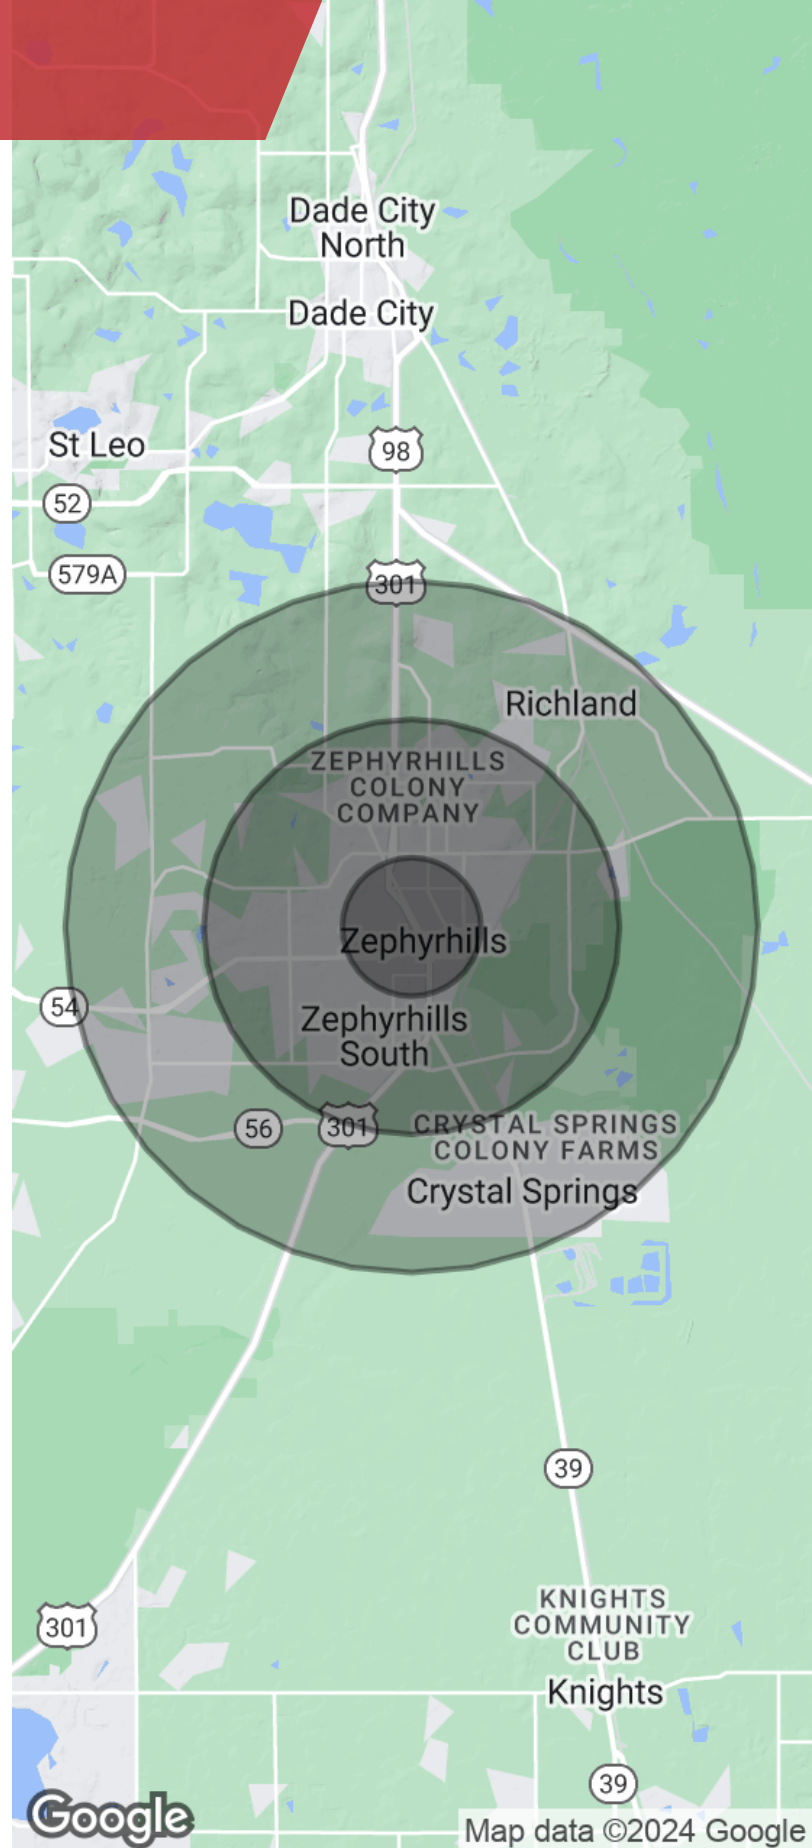 Dade City
North
Dade City
98
St Leo
52
579A
301
Richland
ZEPHYRHILLS
COLONY
COMPANY
Zephyrhills
54
Zephyrhills
South
56
301
CRYSTAL SPRINGS
COLONY FARMS
Crystal Springs
39
KNIGHTS
COMMUNITY
CLUB
301
Knights
39
Google
Map data ©2024 Google